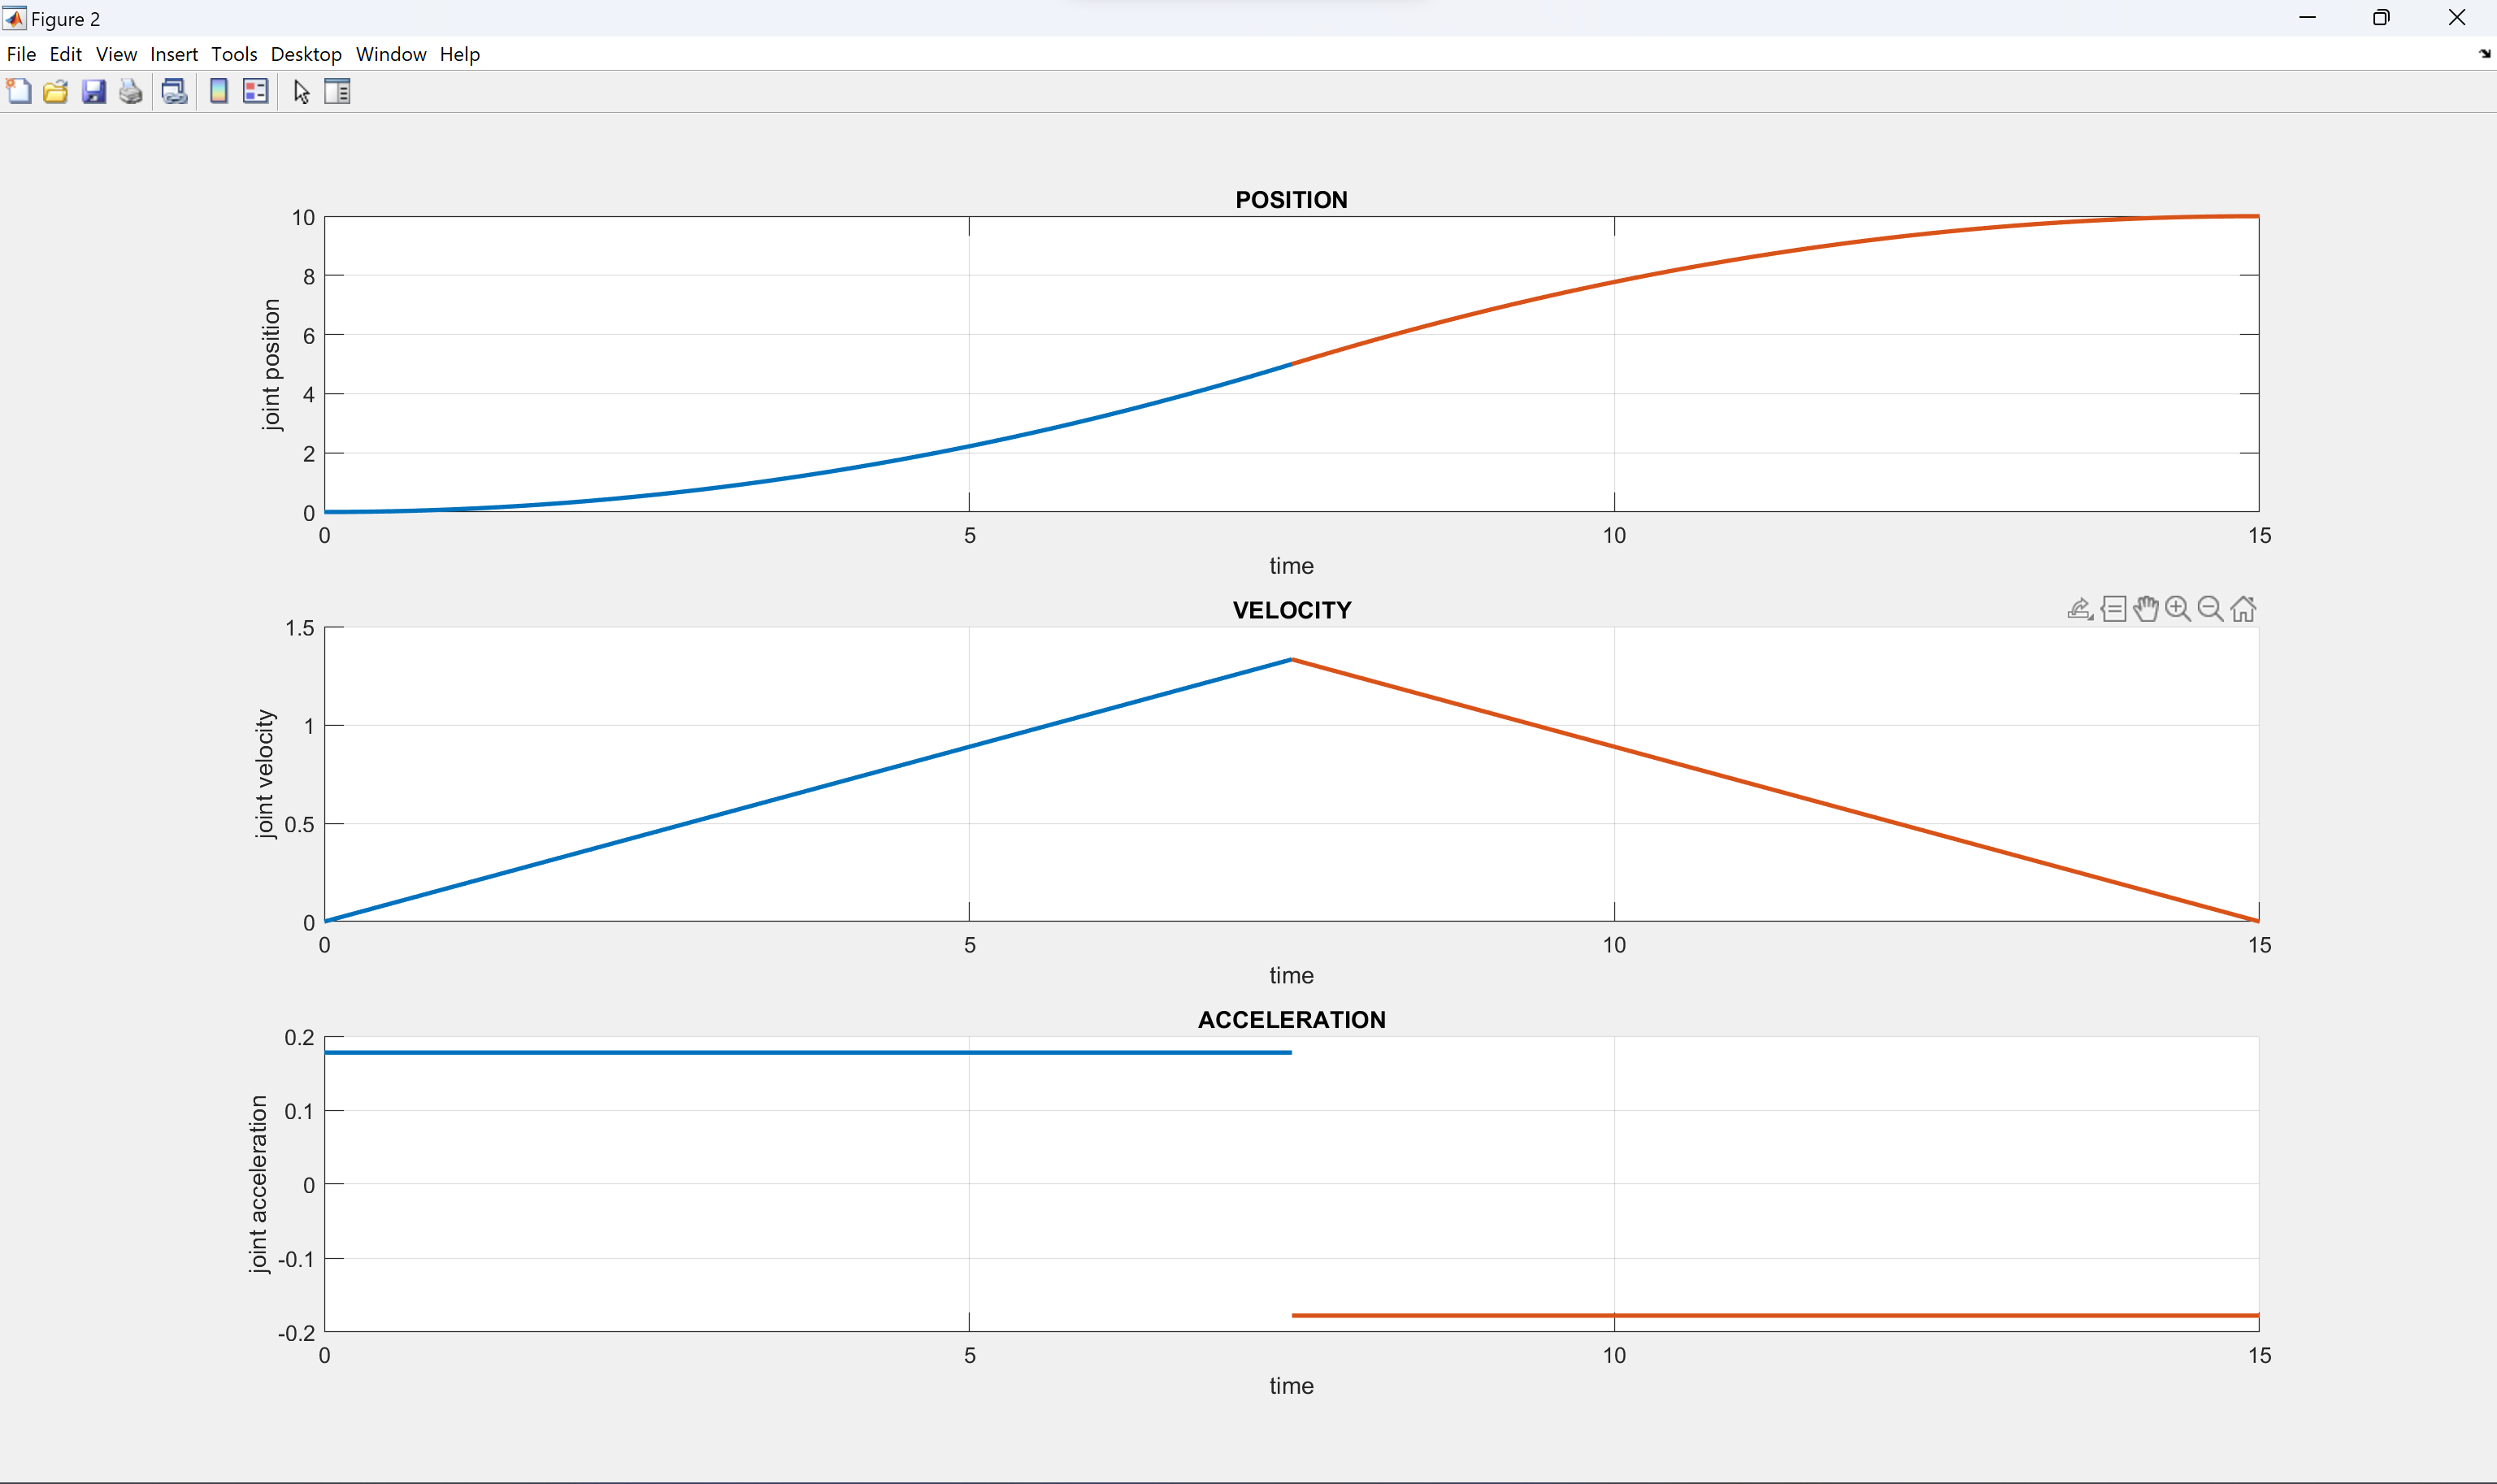 Figure 2
File Edit View Insert Tools Desktop Window Help
POSITION
10
8
6
4
2
0
joint position
0 5 10 15
time
VELOCITY
1.5
1
0.5
0
joint velocity
0 5 10 15
time
ACCELERATION
0.2
0.1
0
-0.1
-0.2
joint acceleration
0 5 10 15
time